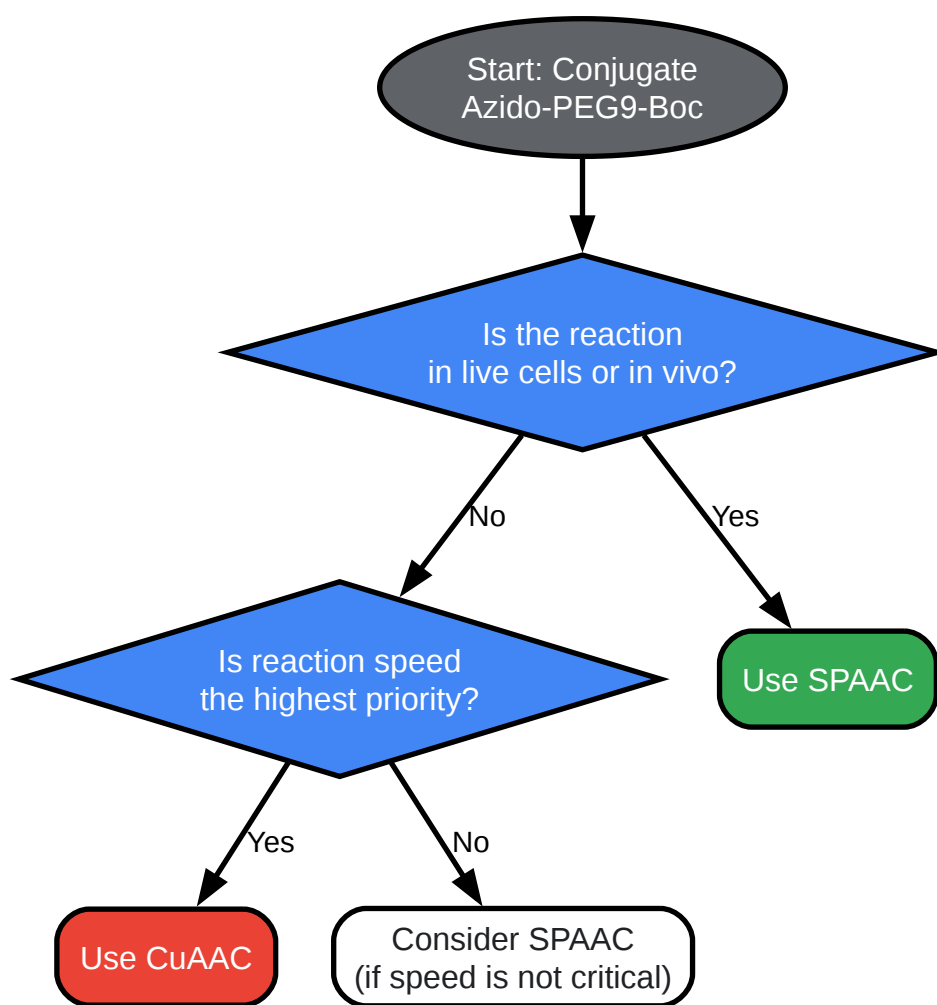 Start: Conjugate
Azido-PEG9-Boc
Is the reaction
in live cells or in vivo?
No
Yes
Is reaction speed
the highest priority?
Use SPAAC
Yes
No
Use CuAAC
Consider SPAAC
(if speed is not critical)